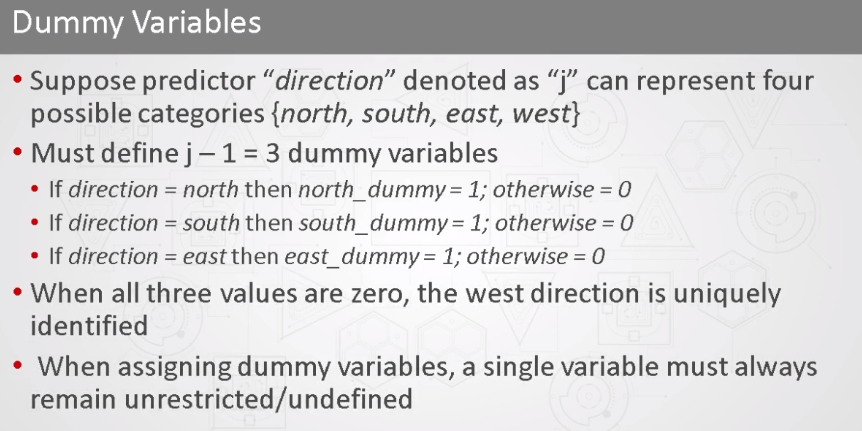 Dummy Variables
• Suppose predictor “direction” denoted as “j” can represent four
possible categories {north, south, east, west}
• Must define j – 1 = 3 dummy variables
• If direction = north then north_dummy = 1; otherwise = 0
• If direction = south then south_dummy = 1; otherwise = 0
• If direction = east then east_dummy = 1; otherwise = 0
• When all three values are zero, the west direction is uniquely
identified
• When assigning dummy variables, a single variable must always
remain unrestricted/undefined